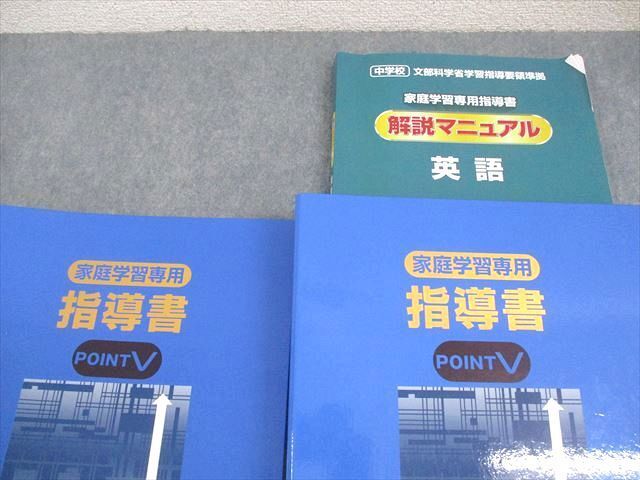 中学校 文部科学省学習指導要領準拠
家庭学習専用指導書
解説マニュアル
英語
家庭学習専用
指導書
POINT V
家庭学習専用
指導書
POINT V